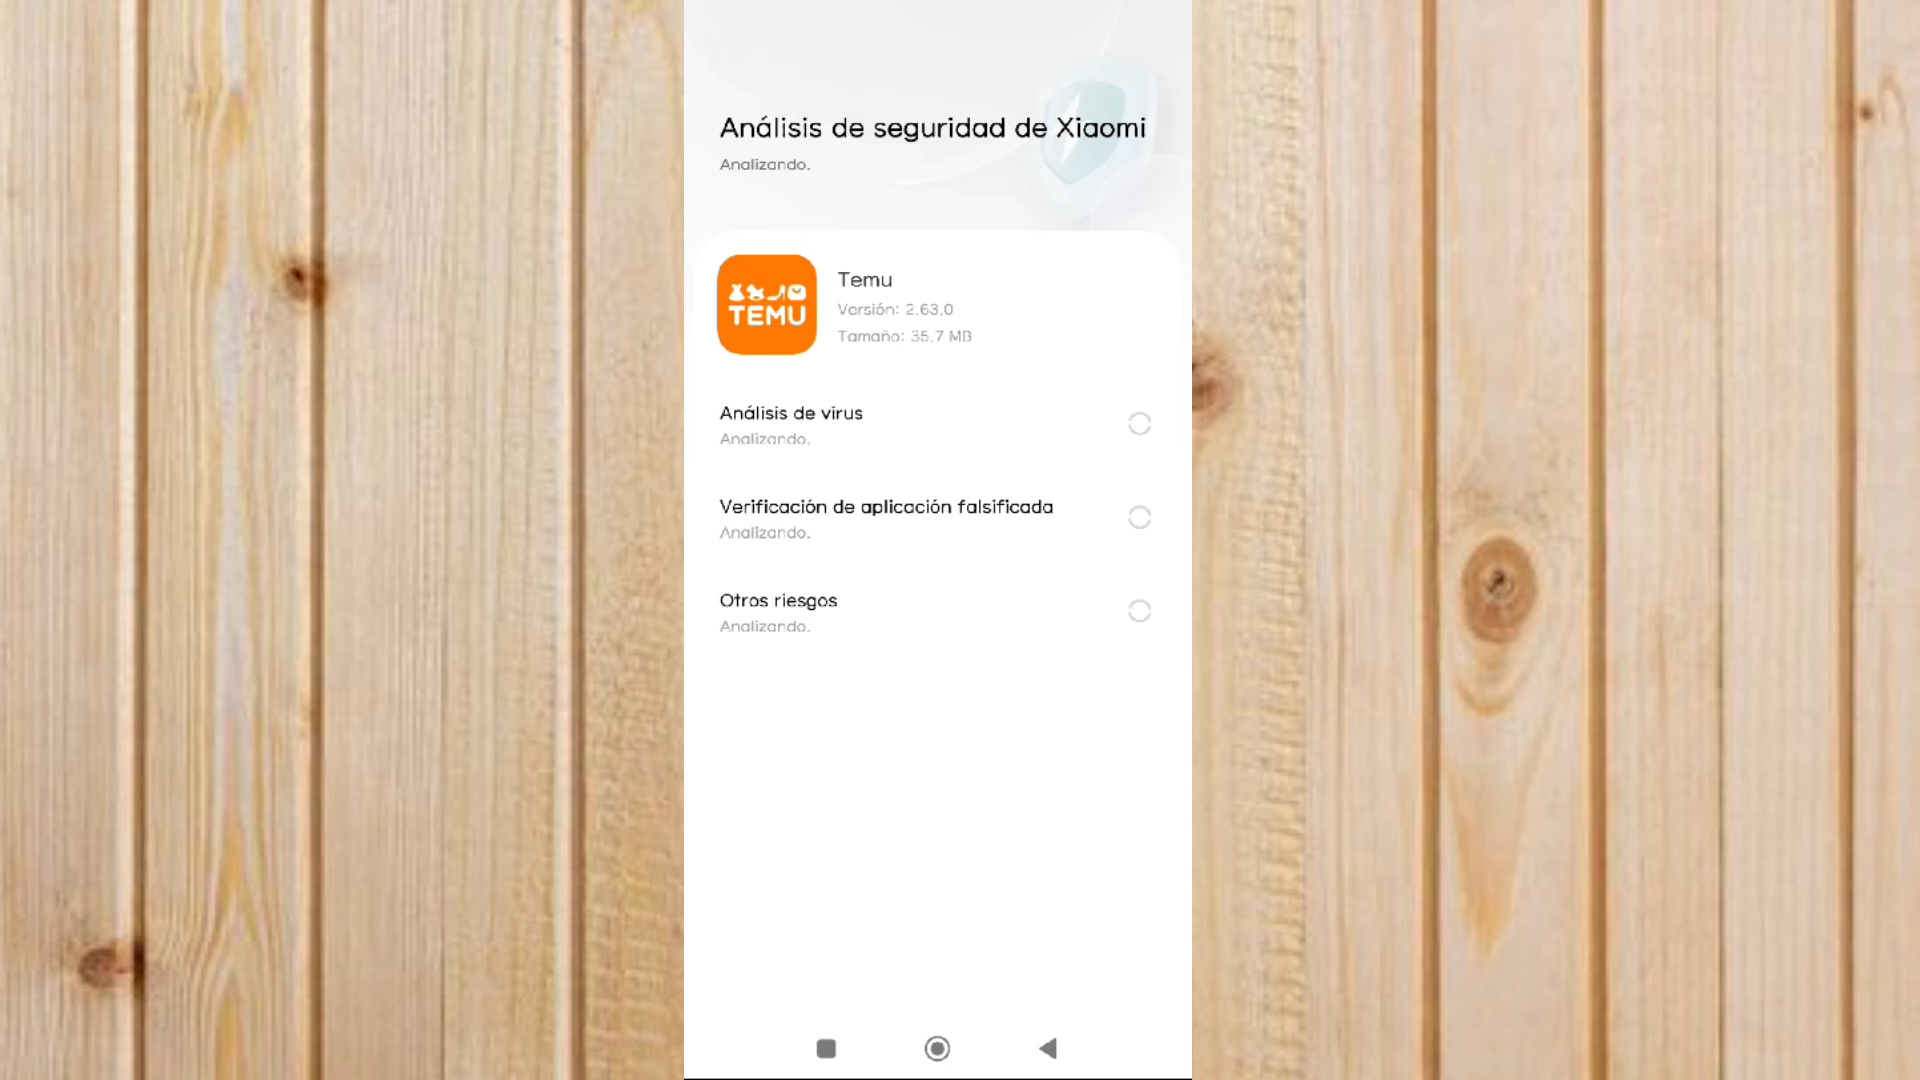 Análisis de seguridad de Xiaomi
Analizando.
TEMU
Temu
Versión: 2.63.0
Tamaño: 35.7 MB
Análisis de virus
Analizando.
Verificación de aplicación falsificada
Analizando.
Otros riesgos
Analizando.